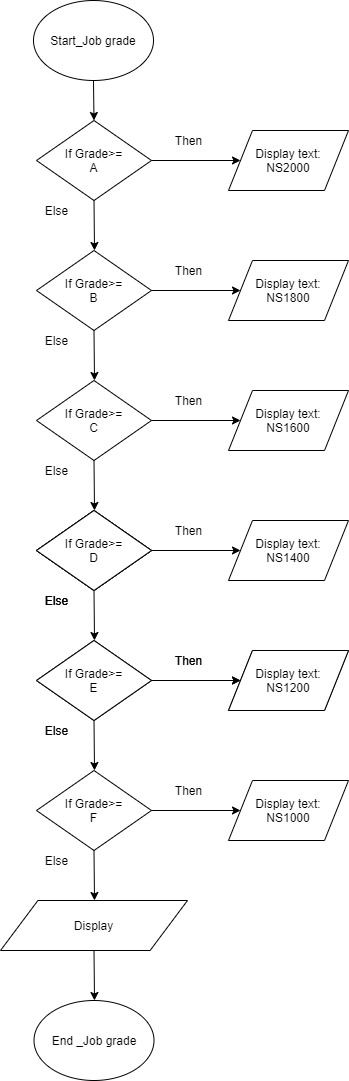 Start_Job grade
Then
If Grade>=
A
Display text:
NS2000
Else
Then
If Grade>=
B
Display text:
NS1800
Else
Then
If Grade>=
C
Display text:
NS1600
Else
Then
If Grade>=
D
Display text:
NS1400
Else
Then
If Grade>=
E
Display text:
NS1200
Else
Then
If Grade>=
F
Display text:
NS1000
Else
Display
End _Job grade